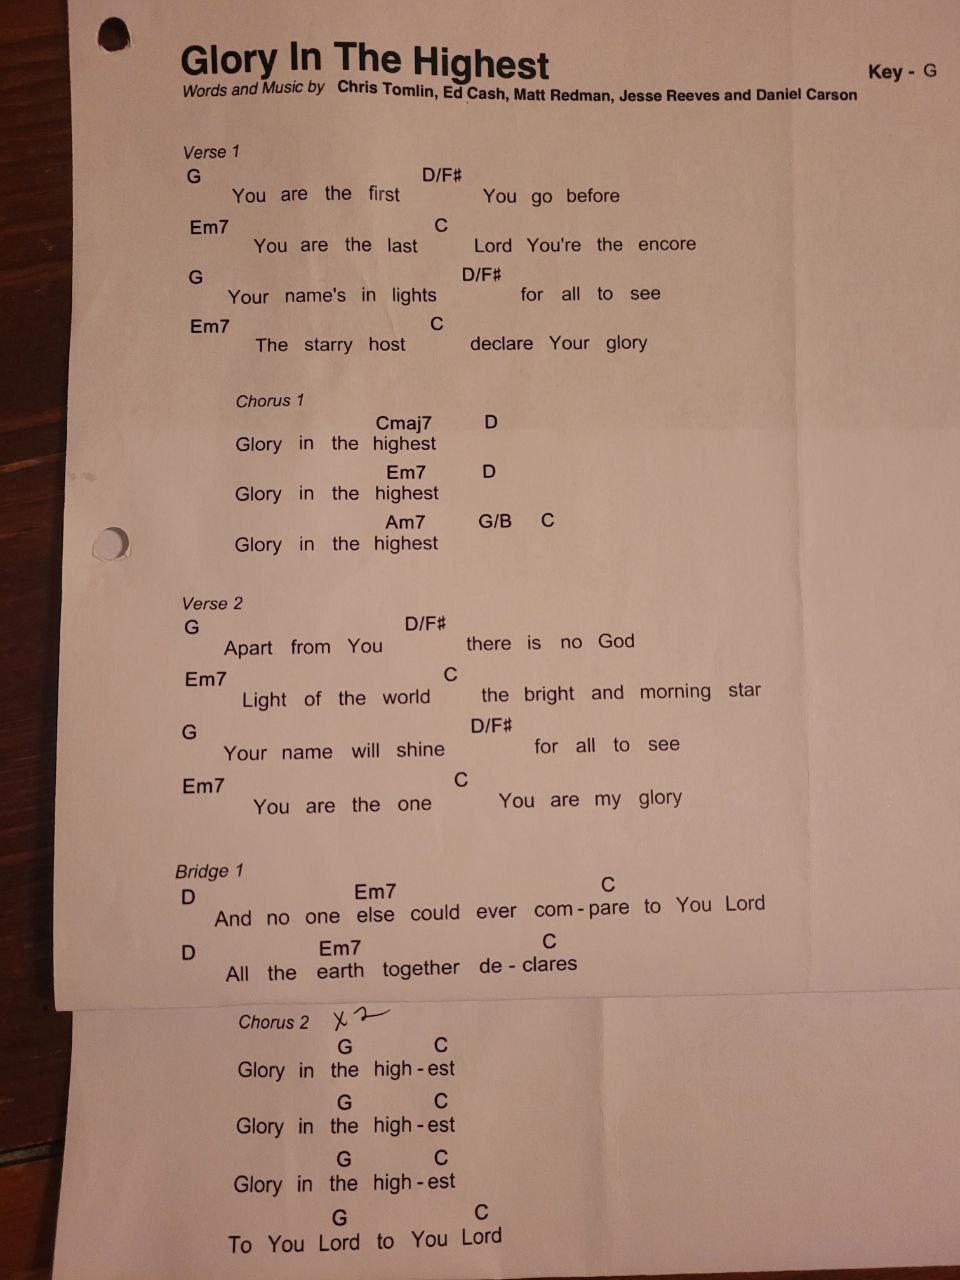 Glory In The Highest
Key - G
Words and Music by Chris Tomlin, Ed Cash, Matt Redman, Jesse Reeves and Daniel Carson
Verse 1
G D/F#
You are the first You go before
Em7 C
You are the last Lord You're the encore
G D/F#
Your name's in lights for all to see
Em7 C
The starry host declare Your glory
Chorus 1
Cmaj7 D
Glory in the highest
Em7 D
Glory in the highest
Am7 G/B C
Glory in the highest
Verse 2
G D/F#
Apart from You there is no God
Em7 C
Light of the world the bright and morning star
G D/F#
Your name will shine for all to see
Em7 C
You are the one You are my glory
Bridge 1
D Em7 C
And no one else could ever com - pare to You Lord
D Em7 C
All the earth together de - clares
Chorus 2 x2
G C
Glory in the high - est
G C
Glory in the high - est
G C
Glory in the high - est
G C
To You Lord to You Lord